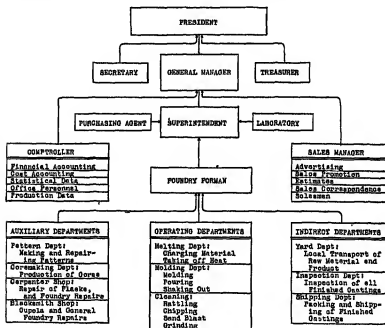 PRESIDENT
SECRETARY
GENERAL MANAGER
TREASURER
PURCHASING AGENT
SUPERINTENDENT
LABORATORY
COMPTROLLER
Financial Accounting
Cost Accounting
Statistical Data
Office Personnel
Production Data
SALES MANAGER
Advertising
Sales Promotion
Estimates
Sales Correspondence
Salesmen
FOUNDRY FORMAN
AUXILIARY DEPARTMENTS
Pattern Dept:
Making and Repair-
ing Patterns
Coremaking Dept:
Production of Cores
Carpenter Shop:
Repair of Flasks,
and Foundry Repairs
Blacksmith Shop:
Cupola and General
Foundry Repairs
OPERATING DEPARTMENTS
Melting Dept:
Charging Material
Taking off Heat
Molding Dept:
Molding
Pouring
Shaking Out
Cleaning:
Rattling
Chipping
Sand Blast
Grinding
INDIRECT DEPARTMENTS
Yard Dept:
Local Transport of
Raw Material and
Product
Inspection Dept:
Inspection of all
Finished Castings
Shipping Dept:
Packing and Shipp-
ing of Finished
Castings